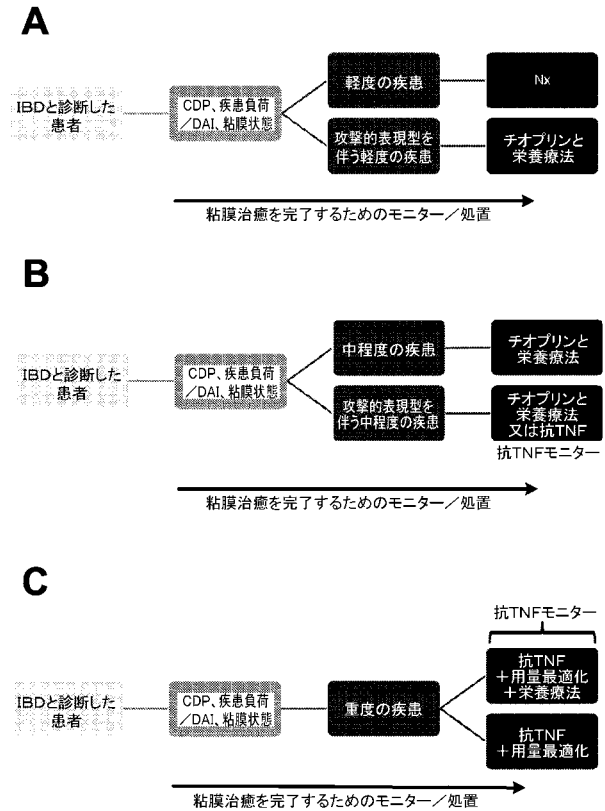 A
IBDと診断した
患者
CDP、疾患負荷
/DAI、粘膜状態
軽度の疾患
Nx
攻撃的表現型を
伴う軽度の疾患
チオプリンと
栄養療法
粘膜治癒を完了するためのモニター/処置
B
IBDと診断した
患者
CDP、疾患負荷
/DAI、粘膜状態
中程度の疾患
チオプリンと
栄養療法
攻撃的表現型を
伴う中程度の疾患
チオプリンと
栄養療法
又は抗TNF
抗TNFモニター
粘膜治癒を完了するためのモニター/処置
C
抗TNFモニター
IBDと診断した
患者
CDP、疾患負荷
/DAI、粘膜状態
重度の疾患
抗TNF
+用量最適化
+栄養療法
抗TNF
+用量最適化
粘膜治癒を完了するためのモニター/処置